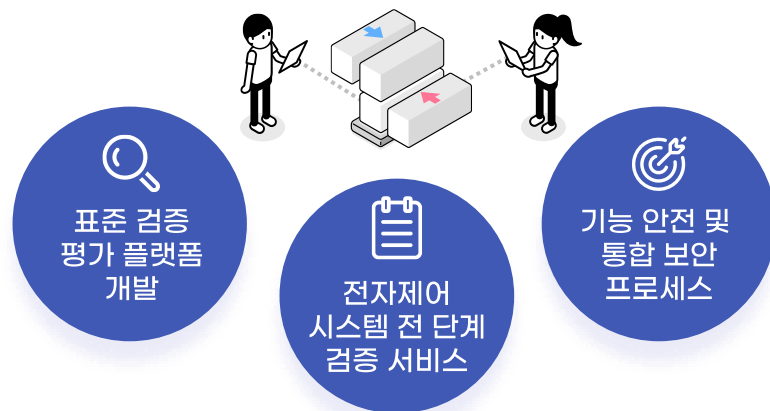 표준 검증
평가 플랫폼
개발
전자제어
시스템 전 단계
검증 서비스
기능 안전 및
통합 보안
프로세스